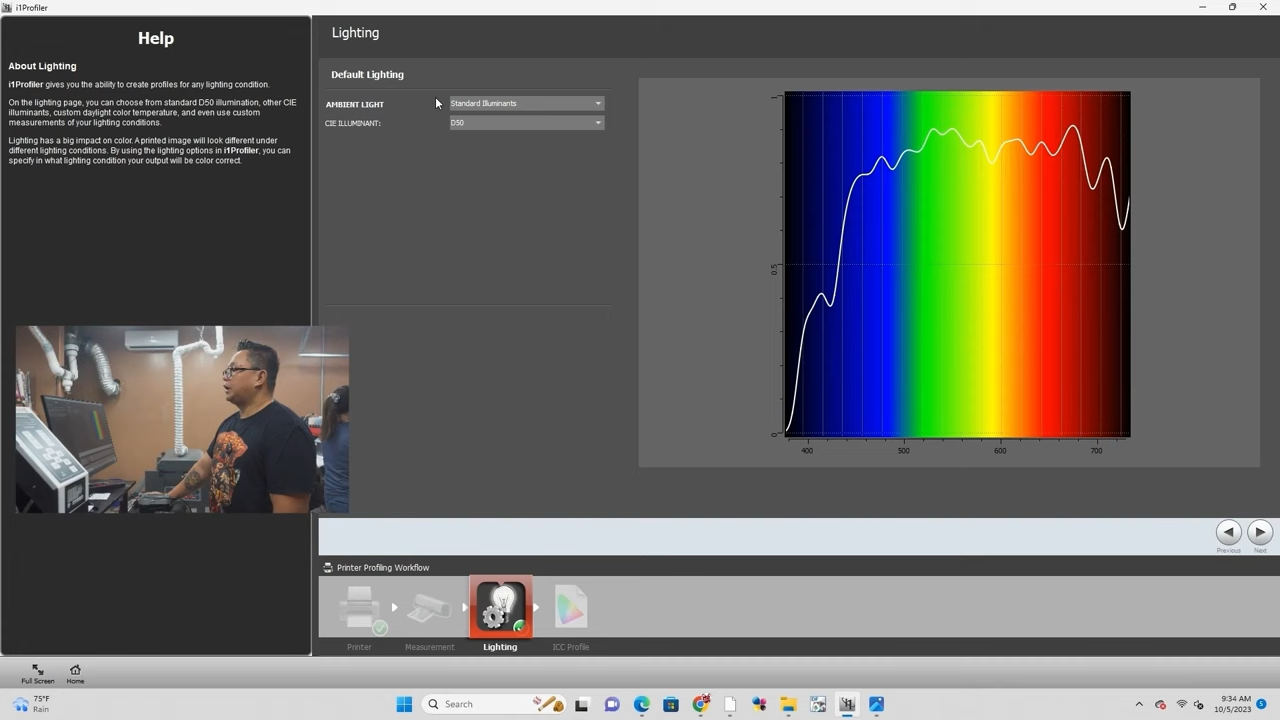 i1Profiler
Help
About Lighting
i1Profiler gives you the ability to create profiles for any lighting condition.
On the lighting page, you can choose from standard D50 illumination, other CIE
illuminants, custom daylight color temperature, and even use custom
measurements of your lighting conditions.
Lighting has a big impact on color. A printed image will look different under
different lighting conditions. By using the lighting options in i1Profiler, you can
specify in what lighting condition your output will be color correct.
Lighting
Default Lighting
AMBIENT LIGHT
Standard Illuminants
CIE ILLUMINANT:
D50
1
0.5
0
400
500
600
700
Previous
Next
Printer Profiling Workflow
Printer
Measurement
Lighting
ICC Profile
Full Screen
Home
75°F
Rain
Search
9:34 AM
10/5/2023